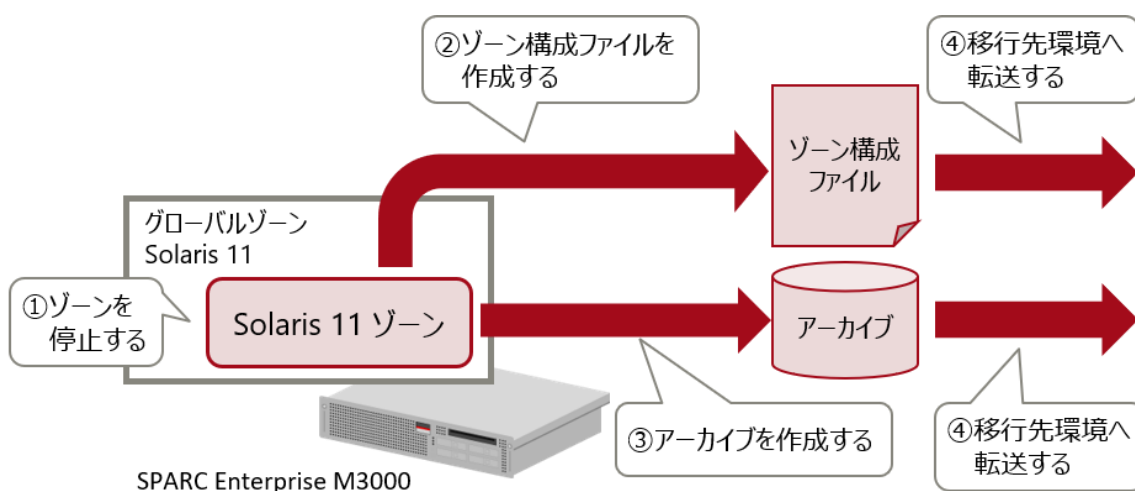 ②ゾーン構成ファイルを
作成する
④移行先環境へ
転送する
ゾーン構成
ファイル
グローバルゾーン
Solaris 11
①ゾーンを
停止する
Solaris 11 ゾーン
アーカイブ
③アーカイブを作成する
④移行先環境へ
転送する
SPARC Enterprise M3000